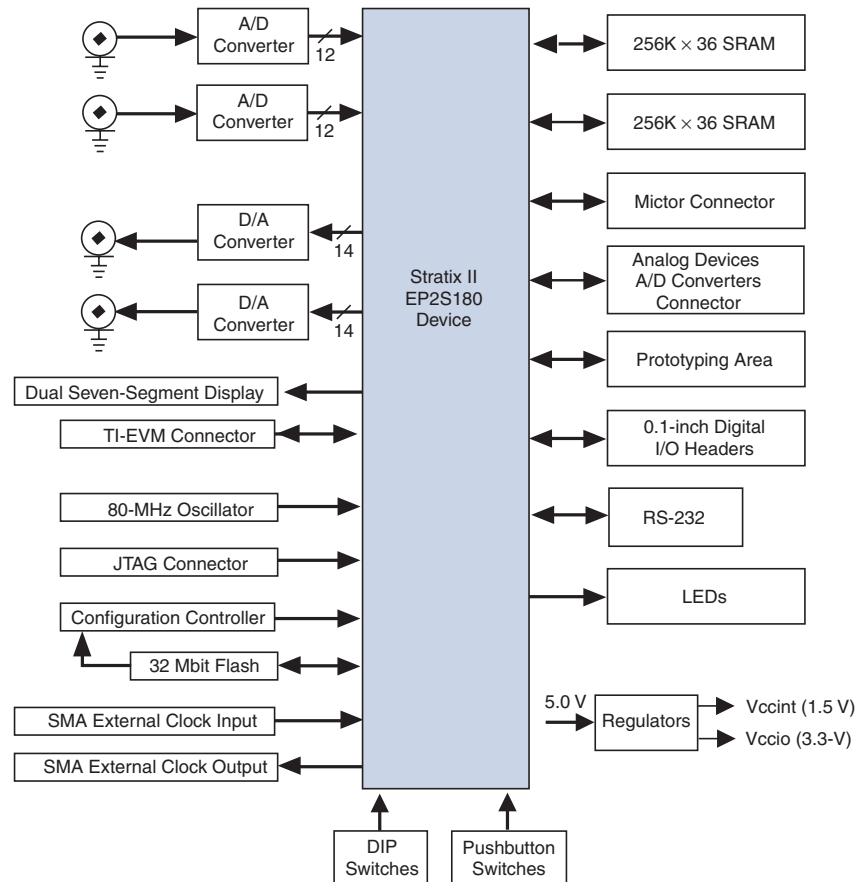 A/D
Converter
12
A/D
Converter
12
D/A
Converter
14
D/A
Converter
14
Dual Seven-Segment Display
TI-EVM Connector
80-MHz Oscillator
JTAG Connector
Configuration Controller
32 Mbit Flash
SMA External Clock Input
SMA External Clock Output
Stratix II
EP2S180
Device
256K × 36 SRAM
256K × 36 SRAM
Mictor Connector
Analog Devices
A/D Converters
Connector
Prototyping Area
0.1-inch Digital
I/O Headers
RS-232
LEDs
5.0 V
Regulators
Vccint (1.5 V)
Vccio (3.3-V)
DIP
Switches
Pushbutton
Switches